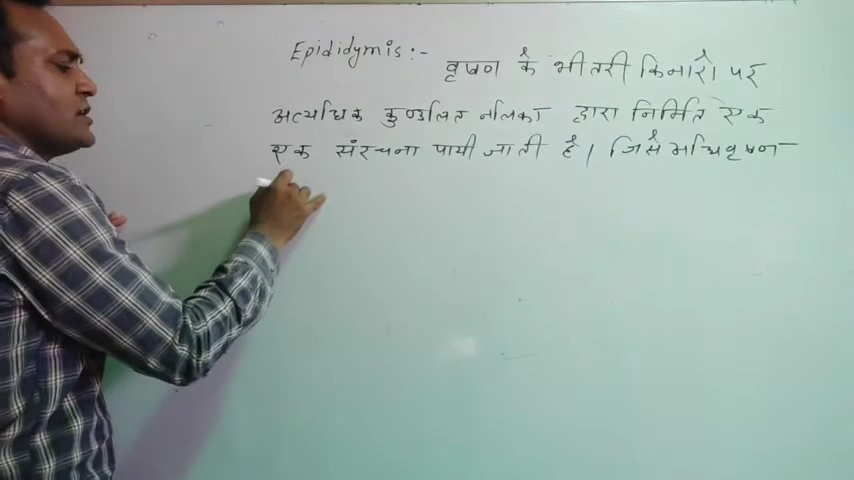 Epididymis:- वृषण के भीतरी किनारो पर
अत्यधिक कुण्डलित नलिका द्वारा निर्मित एक
एक संरचना पायी जाती है। जिसे अधिवृषण